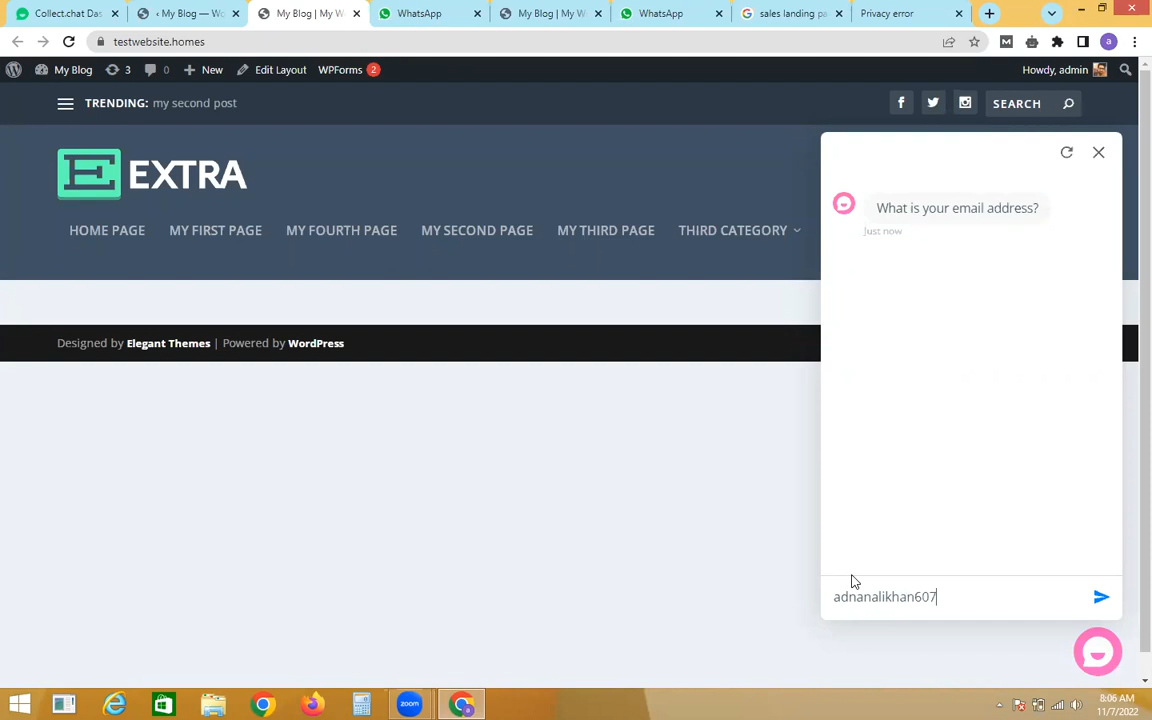 Collect.chat Das
‹ My Blog — Wo
My Blog | My W
WhatsApp
My Blog | My W
WhatsApp
sales landing pa
Privacy error
testwebsite.homes
My Blog
3
0
New
Edit Layout
WPForms 2
Howdy, admin
TRENDING: my second post
SEARCH
E EXTRA
HOME PAGE
MY FIRST PAGE
MY FOURTH PAGE
MY SECOND PAGE
MY THIRD PAGE
THIRD CATEGORY
What is your email address?
Just now
Designed by Elegant Themes | Powered by WordPress
adnanalikhan607
zoom
8:06 AM
11/7/2022